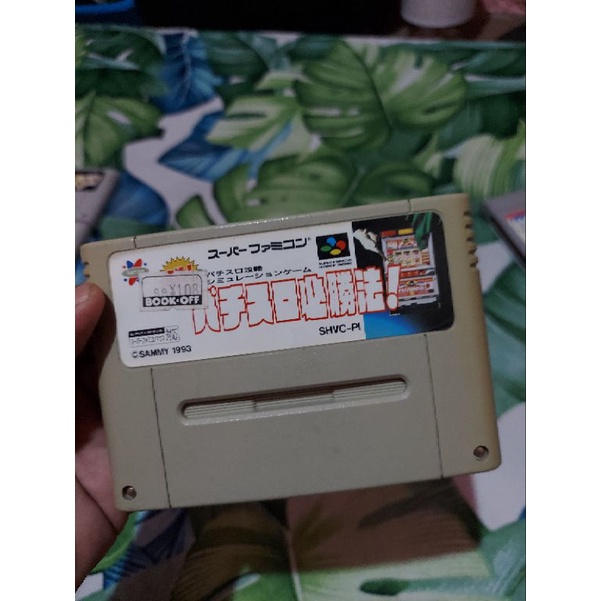 スーパーファミコン
パチスロ攻略
シミュレーションゲーム
¥108
BOOK・OFF
パチスロ必勝法!
SHVC-PI
©SAMMY 1993